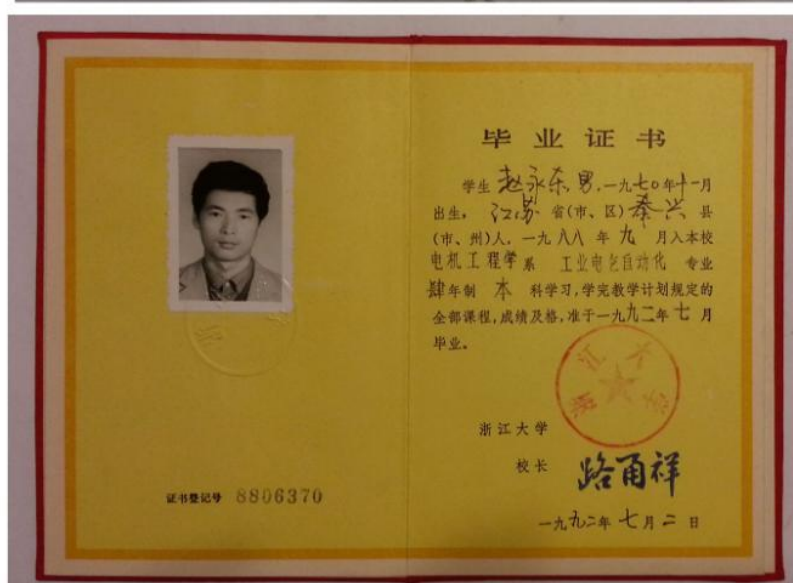 毕业证书
学生 赵永东,男,一九七〇年十一月
出生。 江苏 省(市、区) 泰兴 县
(市、州)人,一九八八年九月入本校
电机工程学系 工业电气自动化 专业
肆年制 本 科学习,学完教学计划规定的
全部课程,成绩及格,准于一九九二年七月
毕业。
浙江大学
浙江大学
校长 路甬祥
证书登记号 8806370
一九九二年七月二日